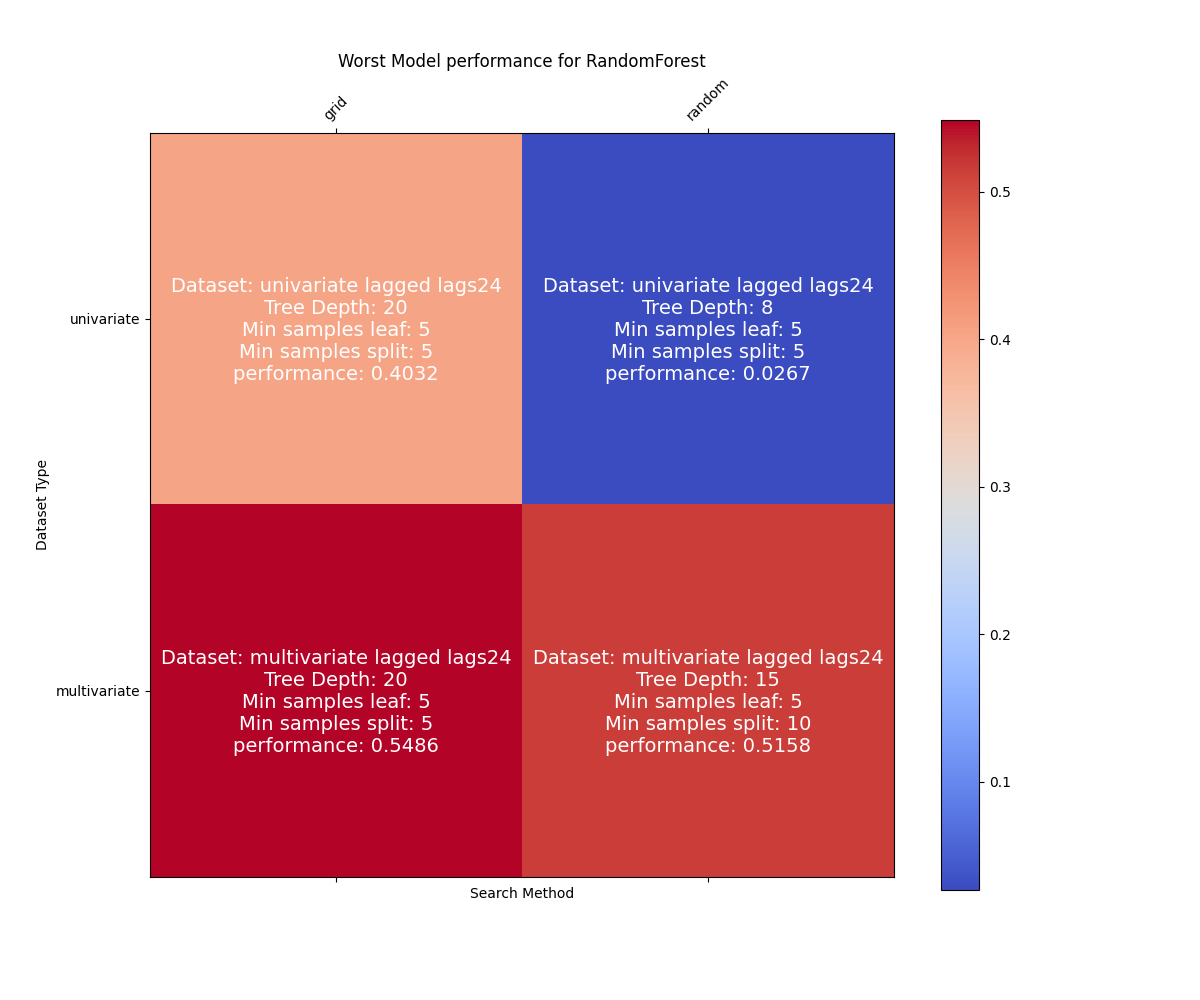 Worst Model performance for RandomForest
grid
random
Dataset Type
univariate
Dataset: univariate lagged lags24
Tree Depth: 20
Min samples leaf: 5
Min samples split: 5
performance: 0.4032
Dataset: univariate lagged lags24
Tree Depth: 8
Min samples leaf: 5
Min samples split: 5
performance: 0.0267
multivariate
Dataset: multivariate lagged lags24
Tree Depth: 20
Min samples leaf: 5
Min samples split: 5
performance: 0.5486
Dataset: multivariate lagged lags24
Tree Depth: 15
Min samples leaf: 5
Min samples split: 10
performance: 0.5158
Search Method
0.5
0.4
0.3
0.2
0.1